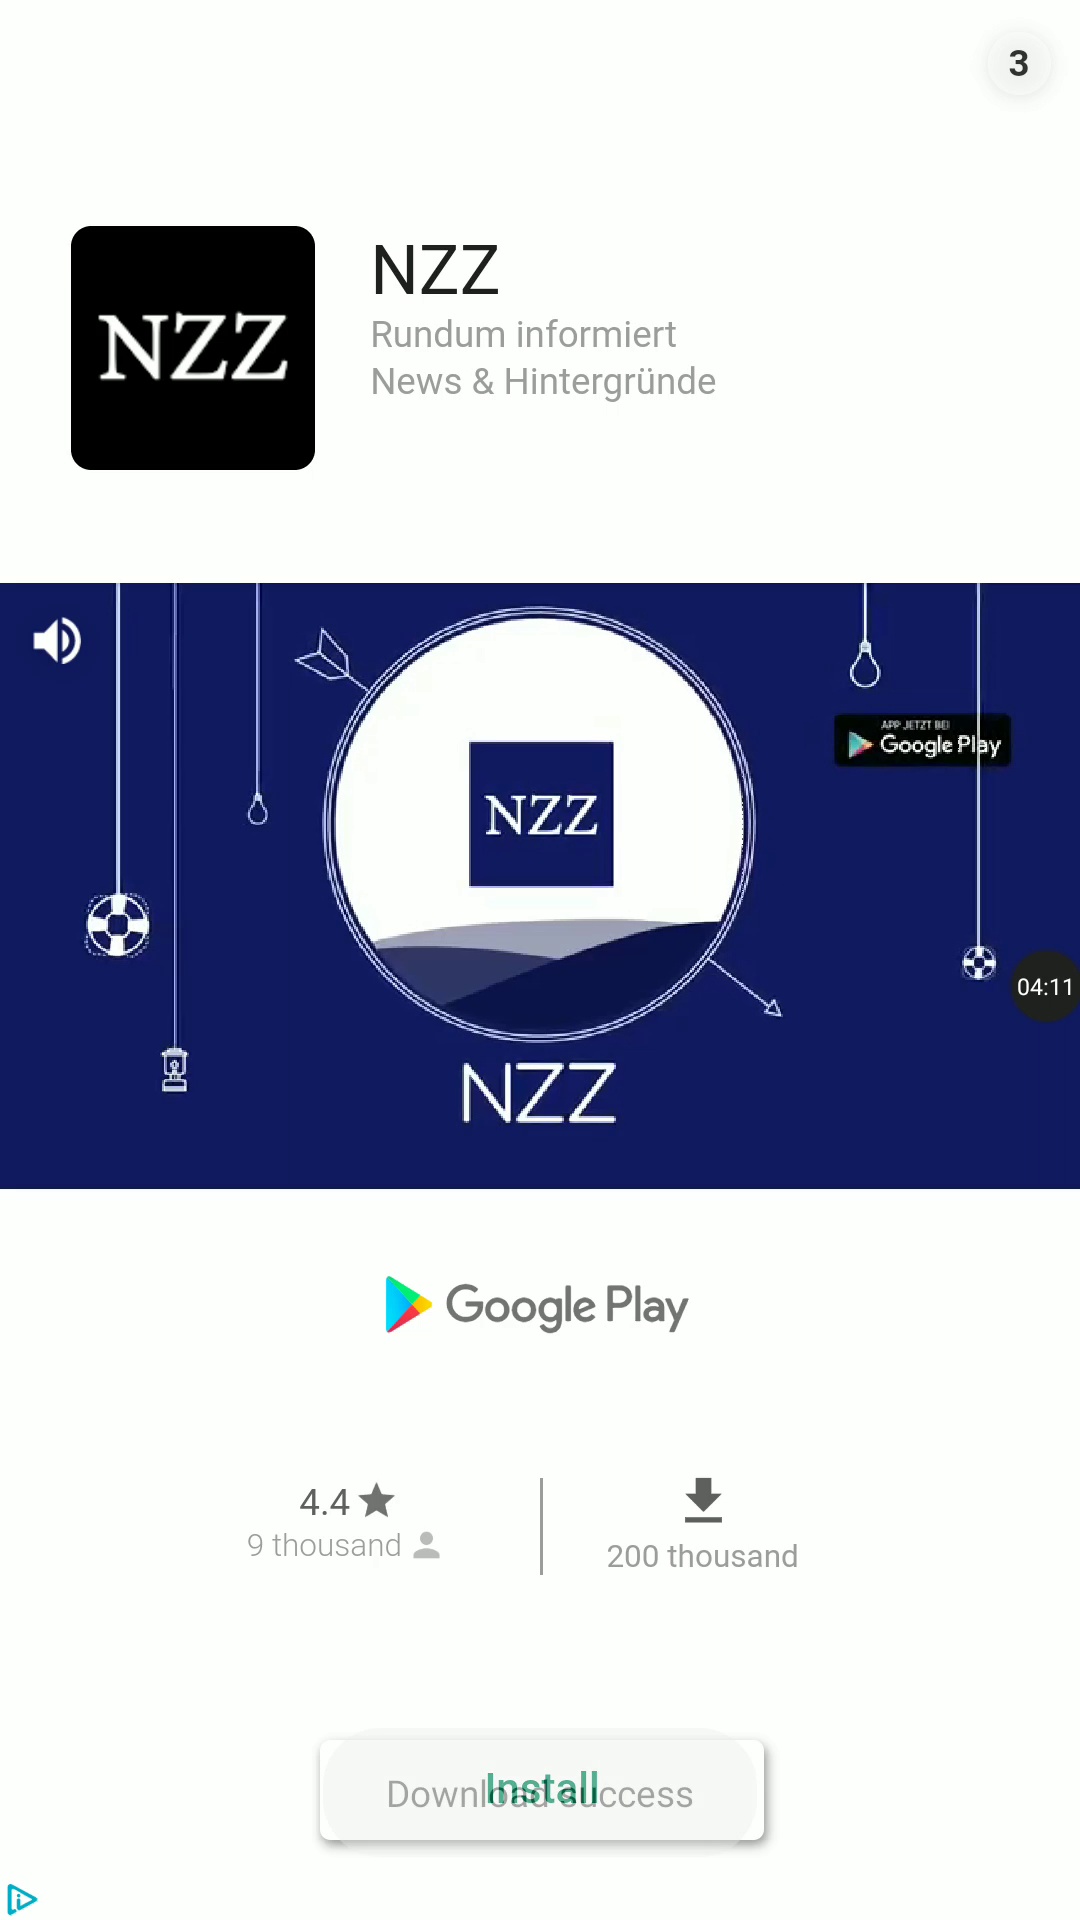 3
NZZ
NZZ
Rundum informiert
News & Hintergründe
APP JETZT BEI
Google Play
NZZ
04:11
NZZ
Google Play
4.4
9 thousand
200 thousand
Install
Download success